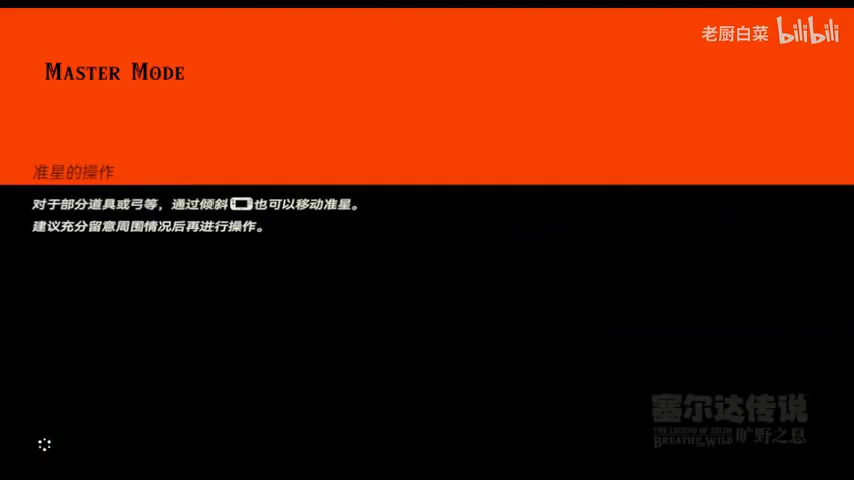 老厨白菜 bilibili
MASTER MODE
准星的操作
对于部分道具或弓等，通过倾斜也可以移动准星。
建议充分留意周围情况后再进行操作。
塞尔达传说
THE LEGEND OF ZELDA
BREATH OF THE WILD 旷野之息